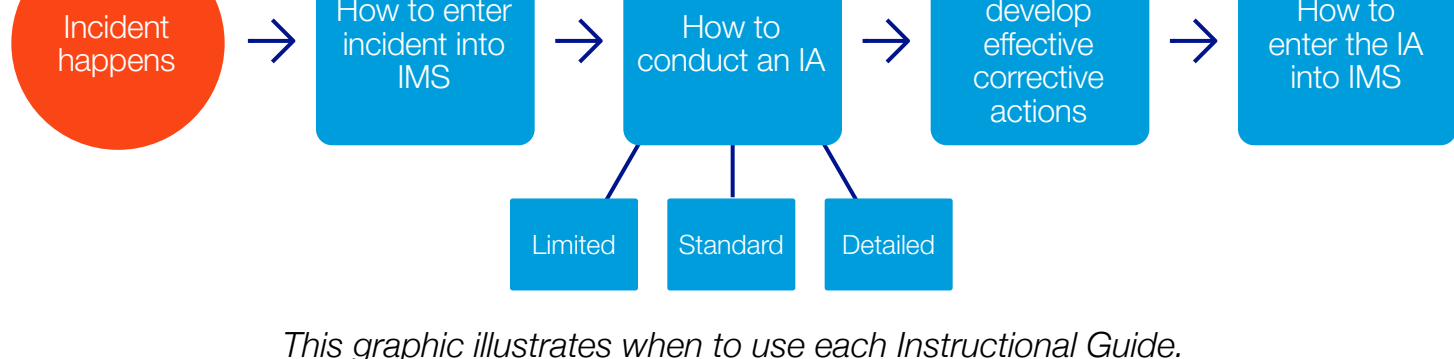 Incident
happens
How to enter
incident into
IMS
How to
conduct an IA
develop
effective
corrective
actions
How to
enter the IA
into IMS
Limited
Standard
Detailed
This graphic illustrates when to use each Instructional Guide.